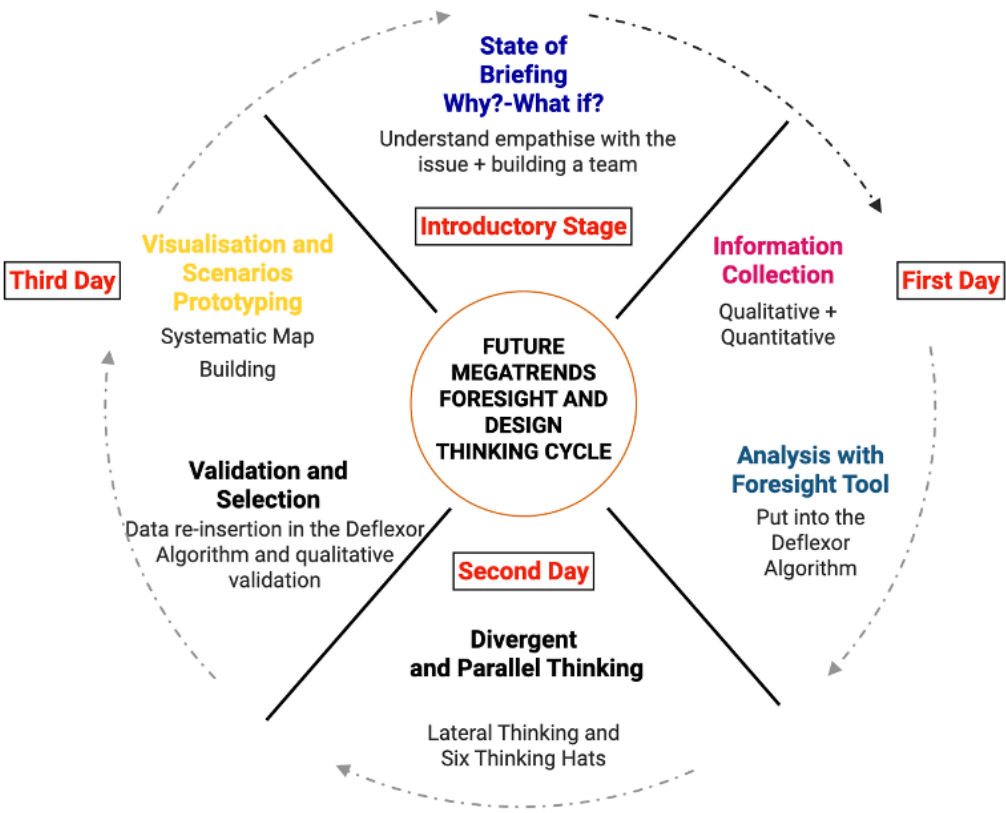 State of
Briefing
Why?-What if?
Understand empathise with the
issue + building a team
Introductory Stage
Information
Collection
Qualitative +
Quantitative
First Day
Analysis with
Foresight Tool
Put into the
Deflexor
Algorithm
Second Day
Divergent
and Parallel Thinking
Lateral Thinking and
Six Thinking Hats
Validation and
Selection
Data re-insertion in the Deflexor
Algorithm and qualitative
validation
Third Day
Visualisation and
Scenarios
Prototyping
Systematic Map
Building
FUTURE
MEGATRENDS
FORESIGHT AND
DESIGN
THINKING CYCLE